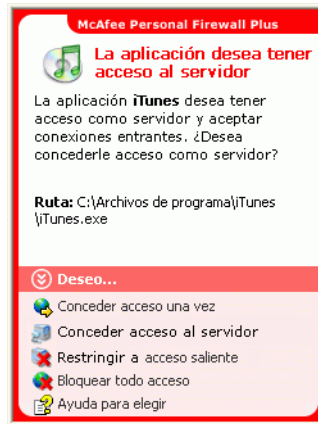 McAfee Personal Firewall Plus
La aplicación desea tener
acceso al servidor
La aplicación iTunes desea tener
acceso como servidor y aceptar
conexiones entrantes. ¿Desea
concederle acceso como servidor?
Ruta: C:\Archivos de programa\iTunes
\iTunes.exe
Deseo...
Conceder acceso una vez
Conceder acceso al servidor
Restringir a acceso saliente
Bloquear todo acceso
Ayuda para elegir